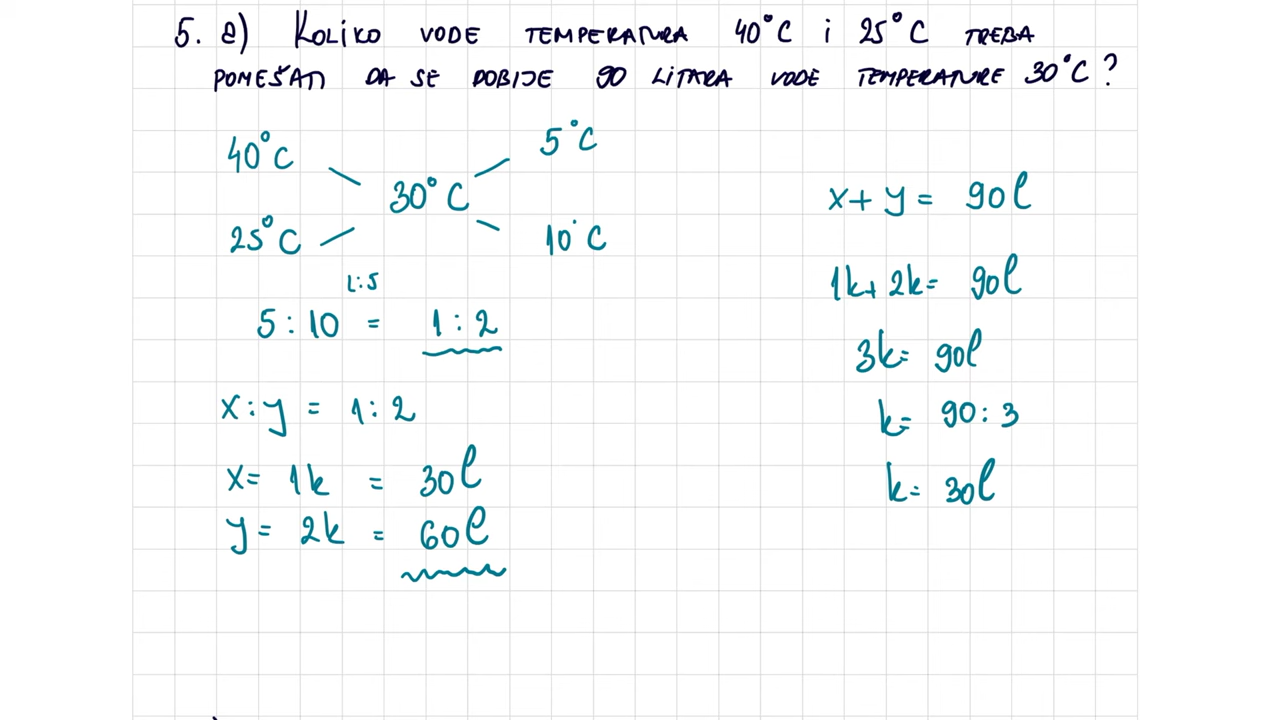 5. a) KOLIKO VODE TEMPERATURA 40°C i 25°C TREBA
POMEŠATI DA SE DOBIJE 90 LITARA VODE TEMPERATURE 30°C?
40°C
5°C
30°C
25°C
10°C
|:5
5:10 = 1:2
x:y = 1:2
x = 1k = 30l
y = 2k = 60l
x+y = 90l
1k+2k = 90l
3k = 90l
k = 90:3
k = 30l